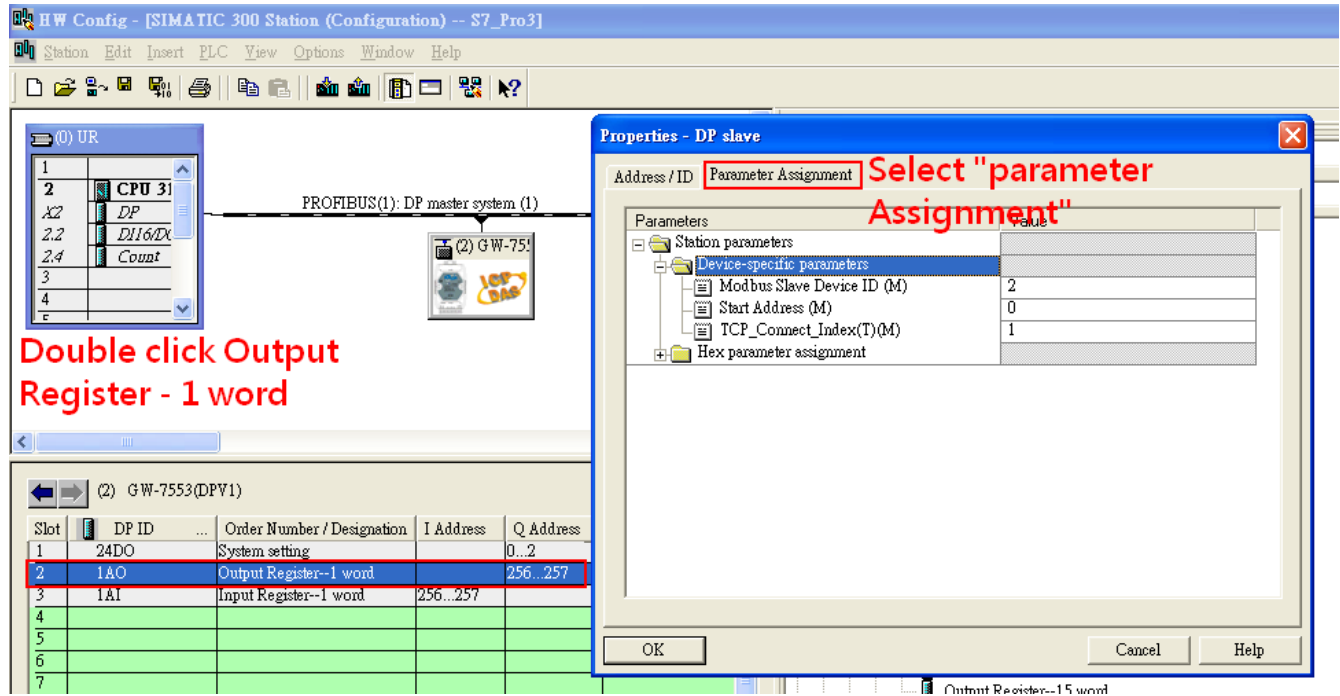 HW Config - [SIMATIC 300 Station (Configuration) -- S7_Pro3]
Station Edit Insert PLC View Options Window Help
(0) UR
1
2 CPU 31
X2 DP
2.2 DI16/DO
2.4 Count
3
4
PROFIBUS(1): DP master system (1)
(2) GW-755
ICP DAS
Double click Output
Register - 1 word
Properties - DP slave
Address / ID Parameter Assignment
Select "parameter
Assignment"
Parameters Value
Station parameters
Device-specific parameters
Modbus Slave Device ID (M) 2
Start Address (M) 0
TCP_Connect_Index(T)(M) 1
Hex parameter assignment
OK Cancel Help
(2) GW-7553(DPV1)
Slot DP ID ... Order Number / Designation I Address Q Address
1 24DO System setting 0...2
2 1AO Output Register--1 word 256...257
3 1AI Input Register--1 word 256...257
4
5
6
7
Output Register--15 word